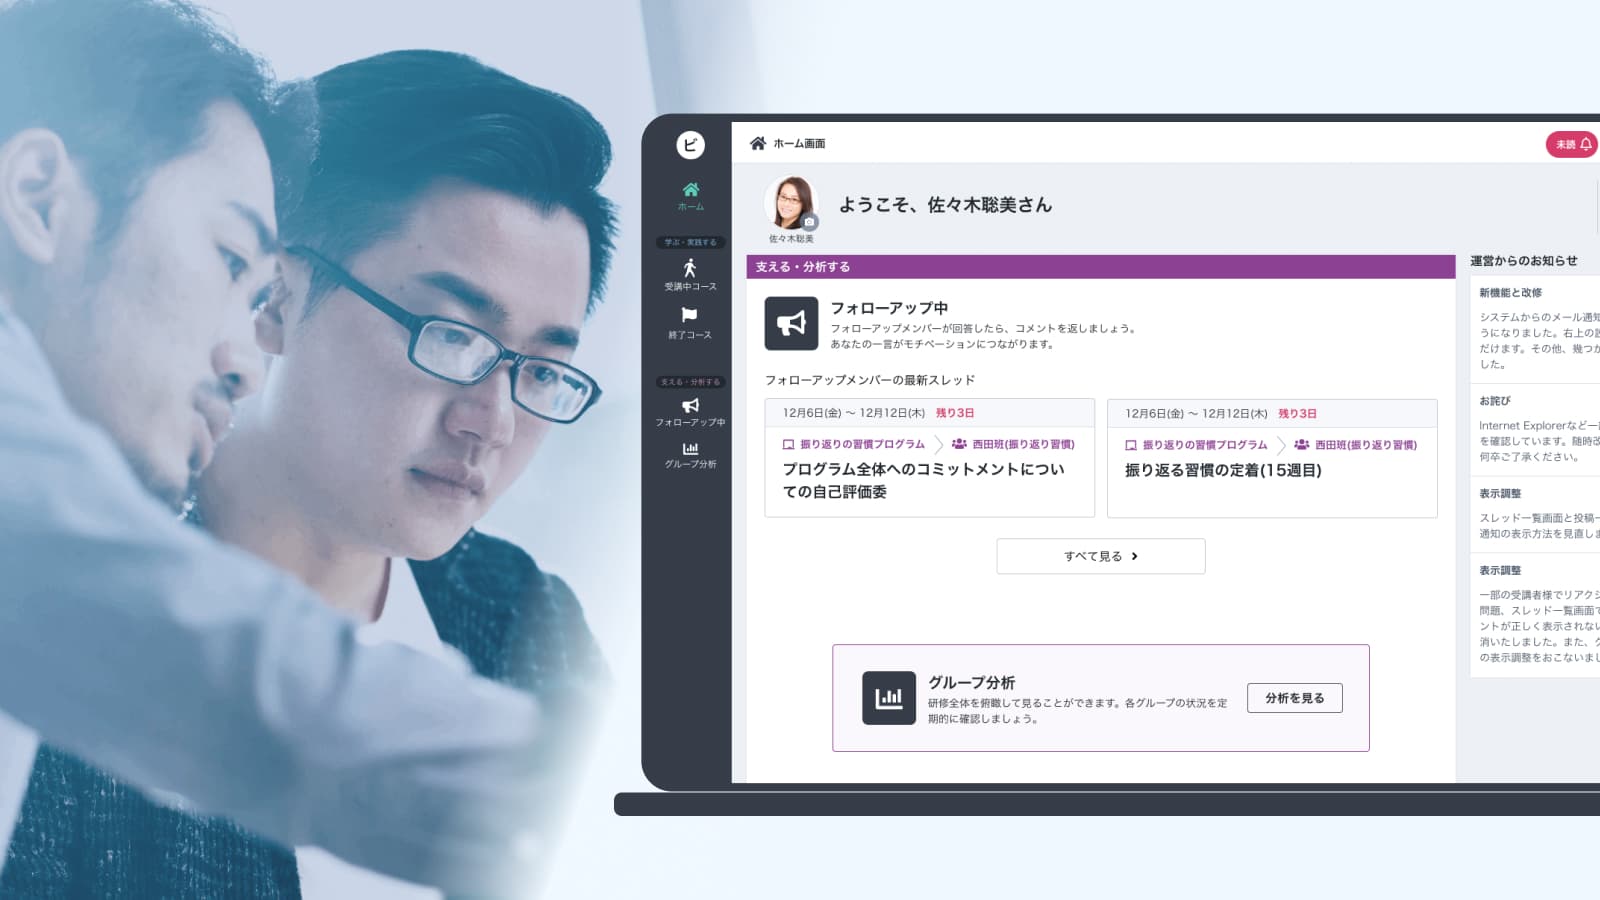 ピ
ホーム
学ぶ・実践する
受講中コース
終了コース
支える・分析する
フォローアップ中
グループ分析
ホーム画面
未読
佐々木聡美
ようこそ、佐々木聡美さん
支える・分析する
フォローアップ中
フォローアップメンバーが回答したら、コメントを返しましょう。
あなたの一言がモチベーションにつながります。
フォローアップメンバーの最新スレッド
12月6日(金) 〜 12月12日(木) 残り3日
振り返りの習慣プログラム 西田班(振り返り習慣)
プログラム全体へのコミットメントについ
ての自己評価委
12月6日(金) 〜 12月12日(木) 残り3日
振り返りの習慣プログラム 西田班(振り返り習慣)
振り返る習慣の定着(15週目)
すべて見る
グループ分析
研修全体を俯瞰して見ることができます。各グループの状況を定
期的に確認しましょう。
分析を見る
運営からのお知らせ
新機能と改修
システムからのメール通知
うになりました。右上の設
だけます。その他、幾つか
した。
お詫び
Internet Explorerなど一
を確認しています。随時改
何卒ご了承ください。
表示調整
スレッド一覧画面と投稿一
通知の表示方法を見直しま
表示調整
一部の受講者様でリアクシ
問題、スレッド一覧画面で
ントが正しく表示されない
消いたしました。また、ク
の表示調整をおこないまし